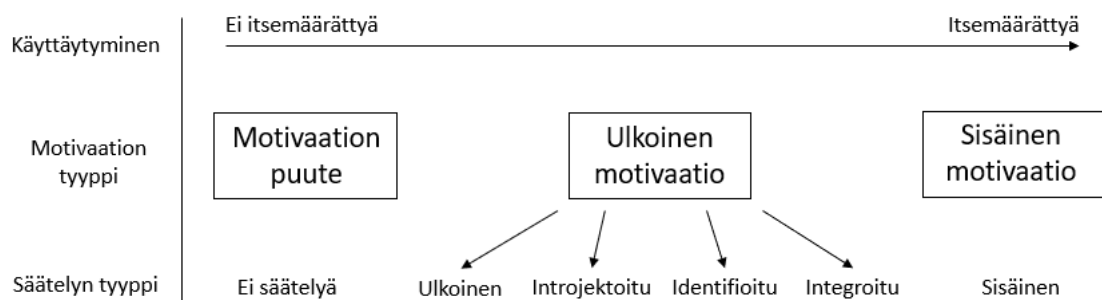 Käyttäytyminen
Ei itsemäärättyä
Itsemäärättyä
Motivaation
tyyppi
Motivaation
puute
Ulkoinen
motivaatio
Sisäinen
motivaatio
Säätelyn tyyppi
Ei säätelyä
Ulkoinen
Introjektoitu
Identifioitu
Integroitu
Sisäinen